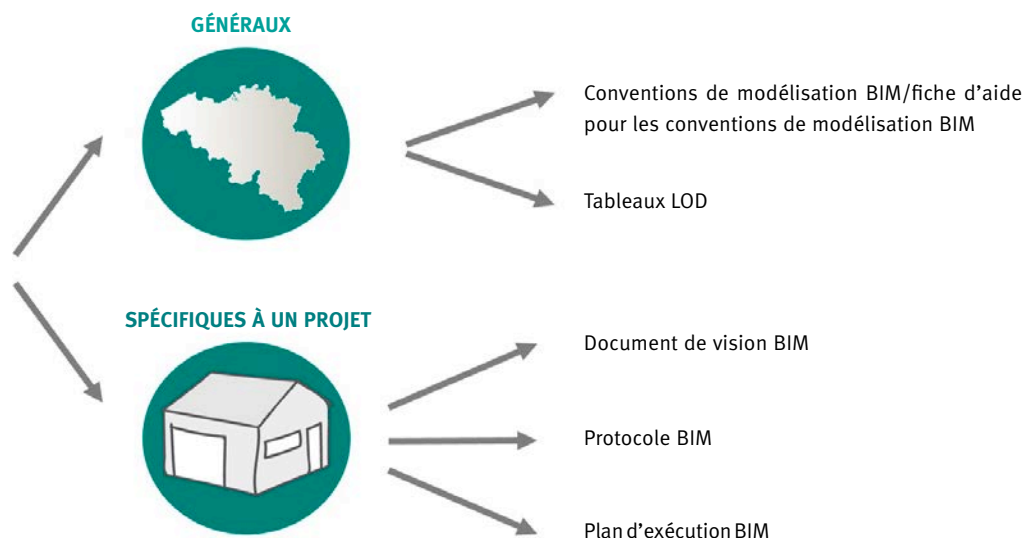 GÉNÉRAUX
Conventions de modélisation BIM/fiche d’aide
pour les conventions de modélisation BIM
Tableaux LOD
SPÉCIFIQUES À UN PROJET
Document de vision BIM
Protocole BIM
Plan d’exécution BIM